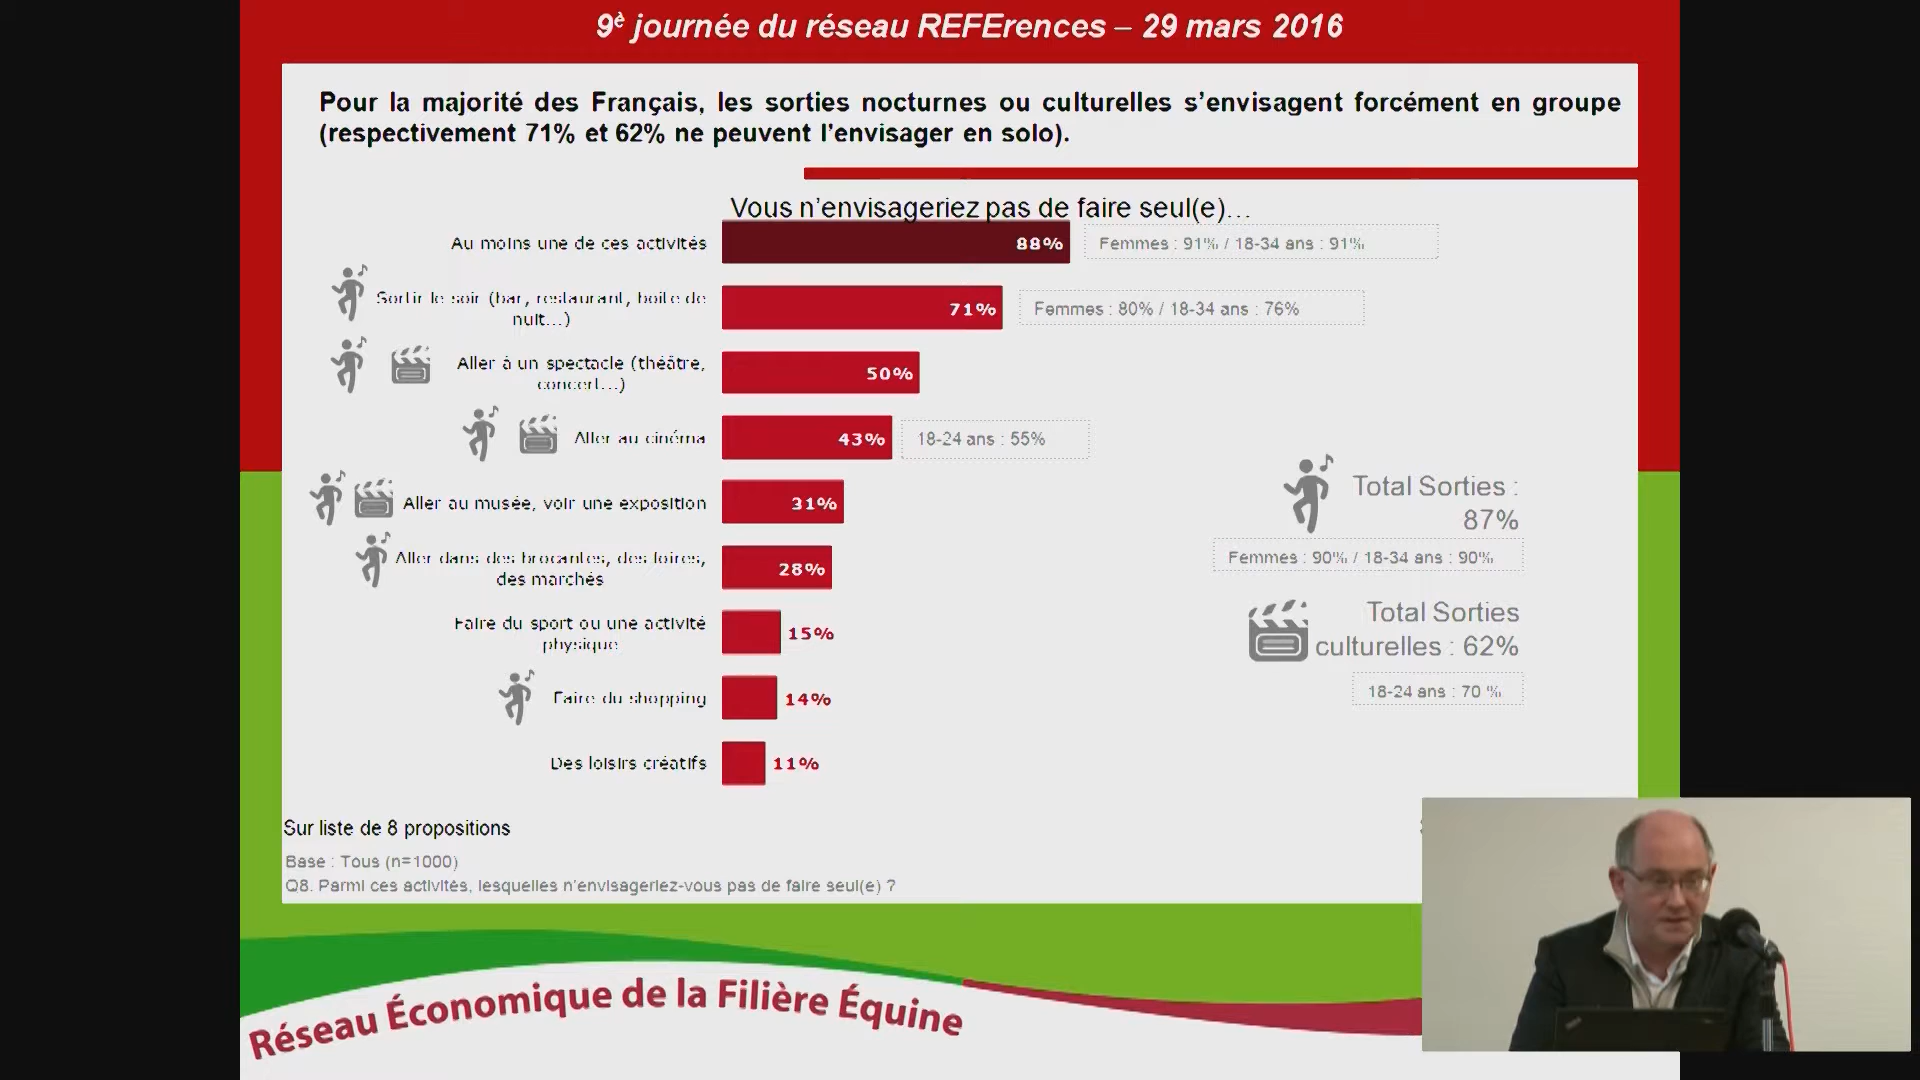 9è journée du réseau REFErences – 29 mars 2016
Pour la majorité des Français, les sorties nocturnes ou culturelles s’envisagent forcément en groupe
(respectivement 71% et 62% ne peuvent l’envisager en solo).
Vous n’envisageriez pas de faire seul(e)…
Au moins une de ces activités
88%
Femmes : 91% / 18-34 ans : 91%
Sortir le soir (bar, restaurant, boite de
nuit…)
71%
Femmes : 80% / 18-34 ans : 76%
Aller à un spectacle (théâtre,
concert…)
50%
Aller au cinéma
43%
18-24 ans : 55%
Aller au musée, voir une exposition
31%
Aller dans des brocantes, des foires,
des marchés
28%
Faire du sport ou une activité
physique
15%
Faire du shopping
14%
Des loisirs créatifs
11%
Total Sorties :
87%
Femmes : 90% / 18-34 ans : 90%
Total Sorties
culturelles : 62%
18-24 ans : 70 %
Sur liste de 8 propositions
Base : Tous (n=1000)
Q8. Parmi ces activités, lesquelles n’envisageriez-vous pas de faire seul(e) ?
Réseau Économique de la Filière Équine